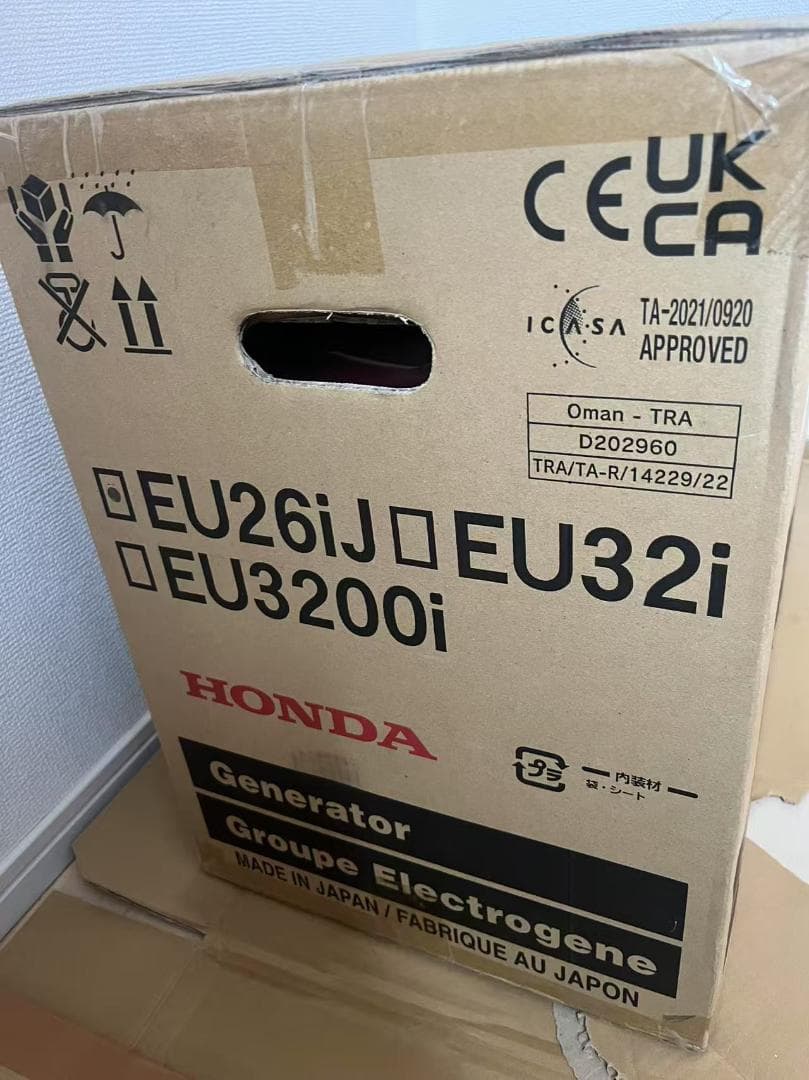 CE UK
CA
ICASA TA-2021/0920
APPROVED
Oman - TRA
D202960
TRA/TA-R/14229/22
EU26iJ EU32i
EU3200i
HONDA
プラ 内装材
袋・シート
Generator
Groupe Electrogene
MADE IN JAPAN / FABRIQUE AU JAPON